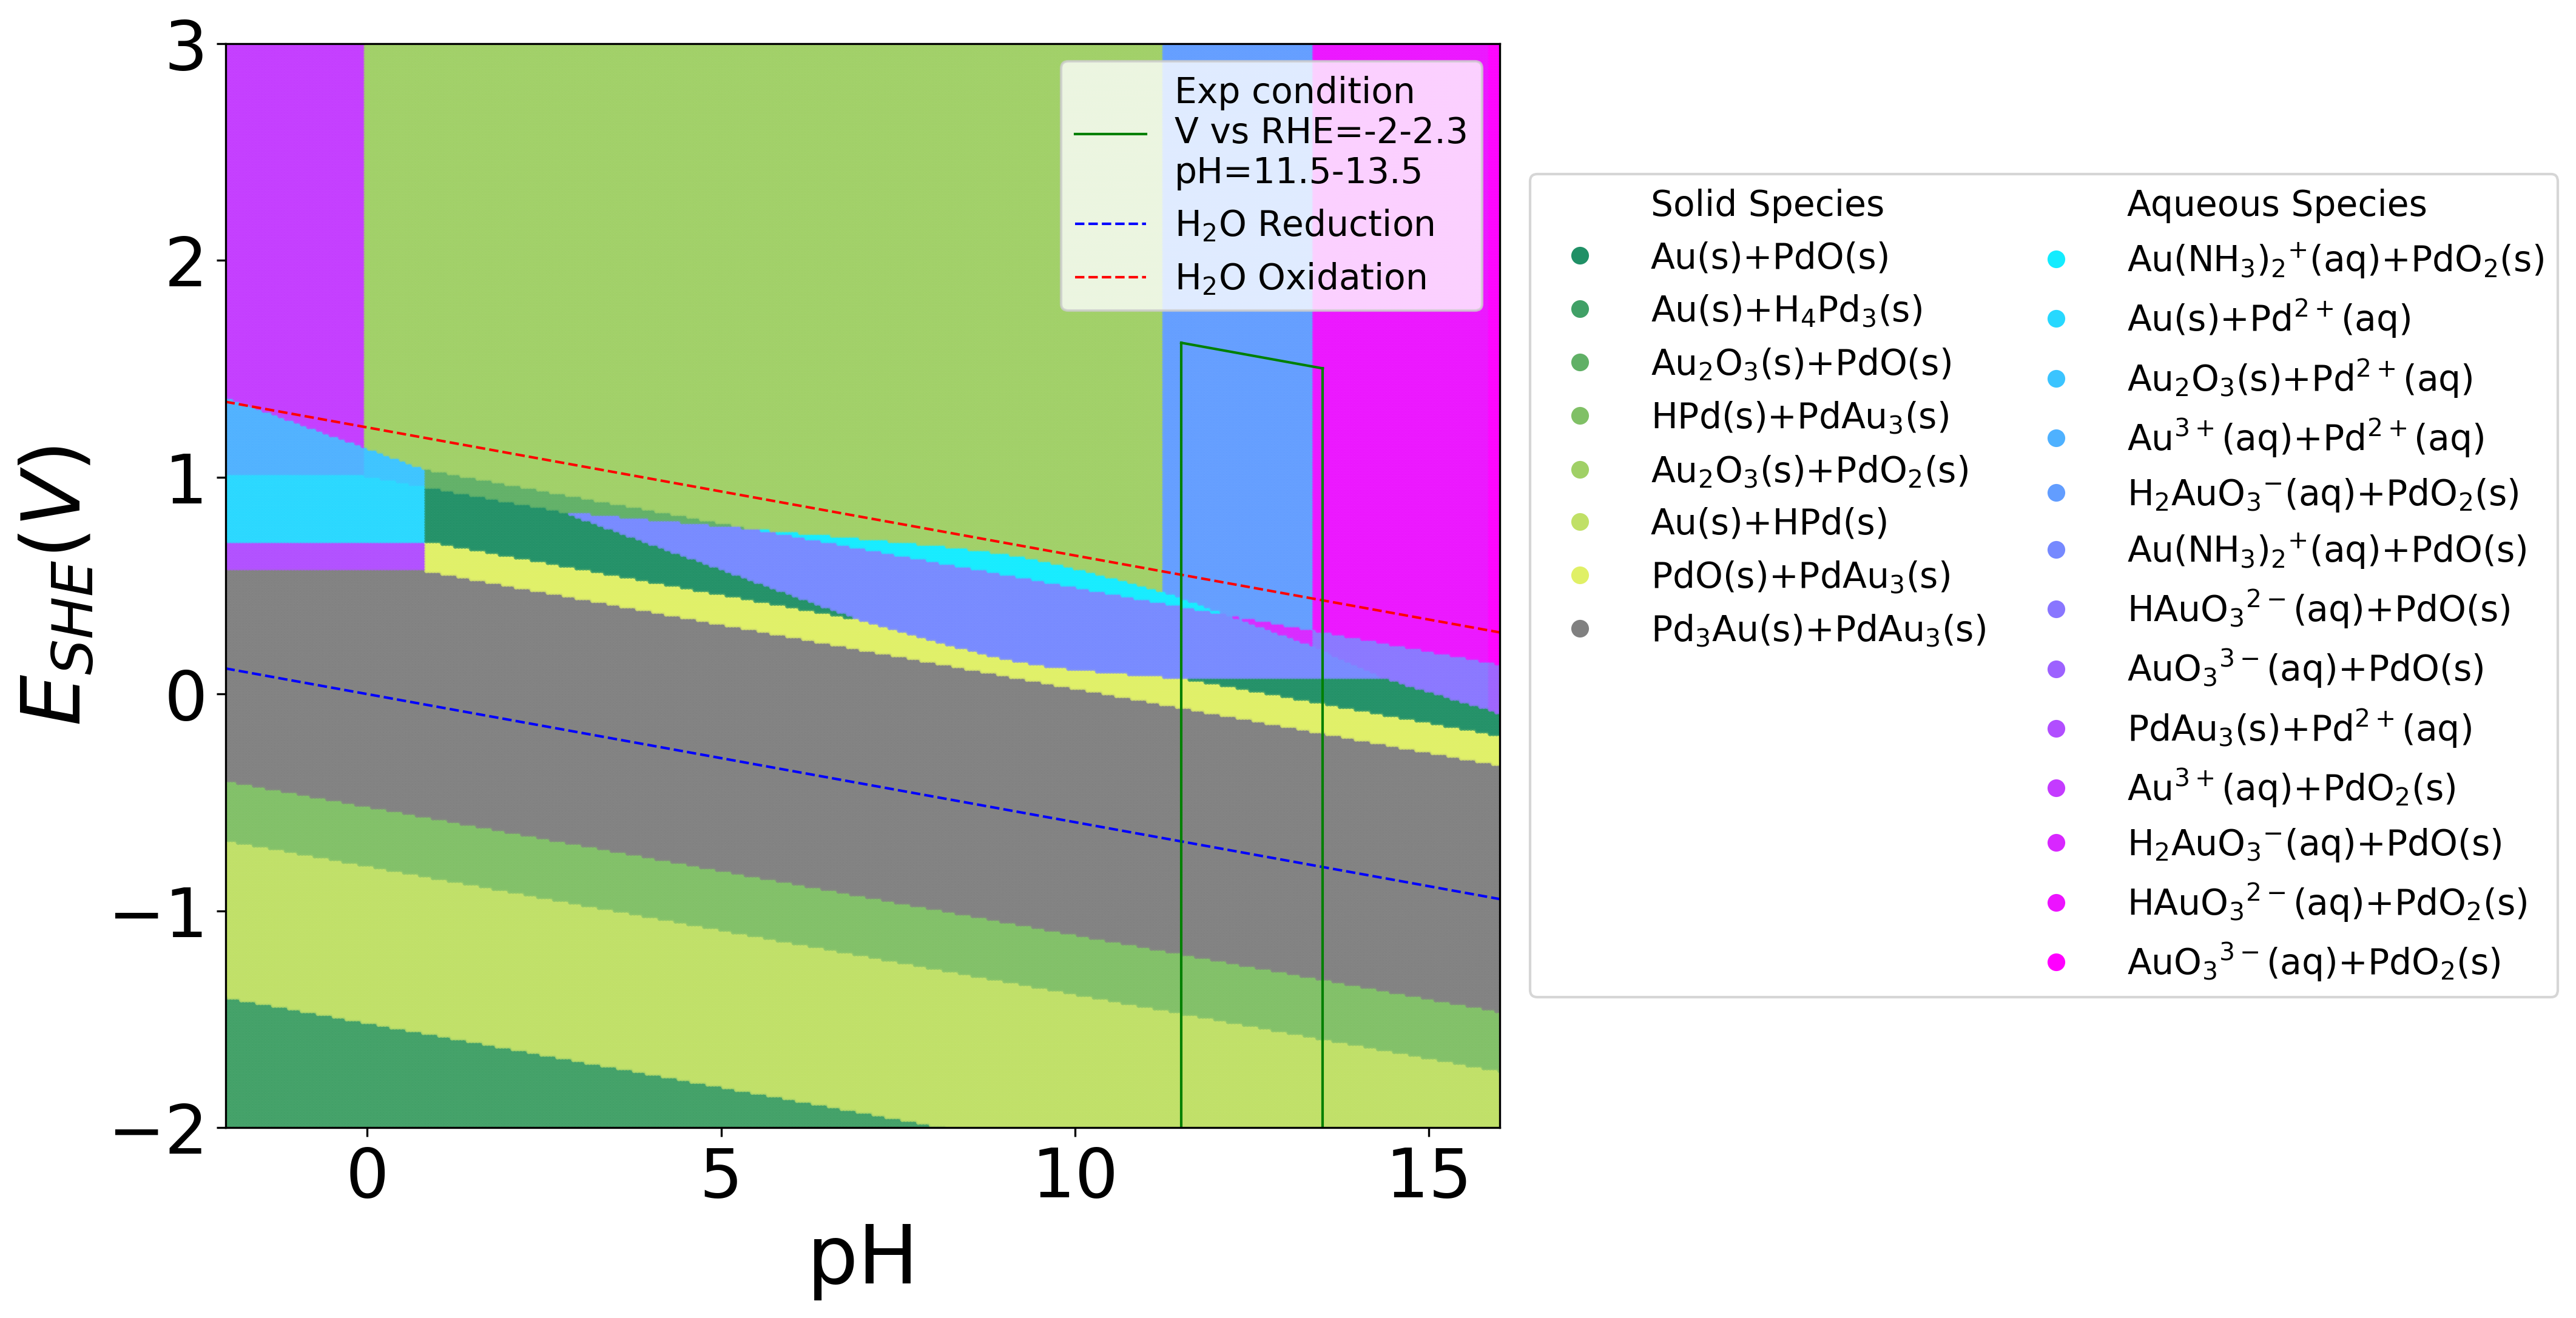 3
2
1
0
−1
−2
E_SHE(V)
0 5 10 15
pH
Exp condition
V vs RHE=-2-2.3
pH=11.5-13.5
H₂O Reduction
H₂O Oxidation
Solid Species
Au(s)+PdO(s)
Au(s)+H₄Pd₃(s)
Au₂O₃(s)+PdO(s)
HPd(s)+PdAu₃(s)
Au₂O₃(s)+PdO₂(s)
Au(s)+HPd(s)
PdO(s)+PdAu₃(s)
Pd₃Au(s)+PdAu₃(s)
Aqueous Species
Au(NH₃)₂⁺(aq)+PdO₂(s)
Au(s)+Pd²⁺(aq)
Au₂O₃(s)+Pd²⁺(aq)
Au³⁺(aq)+Pd²⁺(aq)
H₂AuO₃⁻(aq)+PdO₂(s)
Au(NH₃)₂⁺(aq)+PdO(s)
HAuO₃²⁻(aq)+PdO(s)
AuO₃³⁻(aq)+PdO(s)
PdAu₃(s)+Pd²⁺(aq)
Au³⁺(aq)+PdO₂(s)
H₂AuO₃⁻(aq)+PdO(s)
HAuO₃²⁻(aq)+PdO₂(s)
AuO₃³⁻(aq)+PdO₂(s)